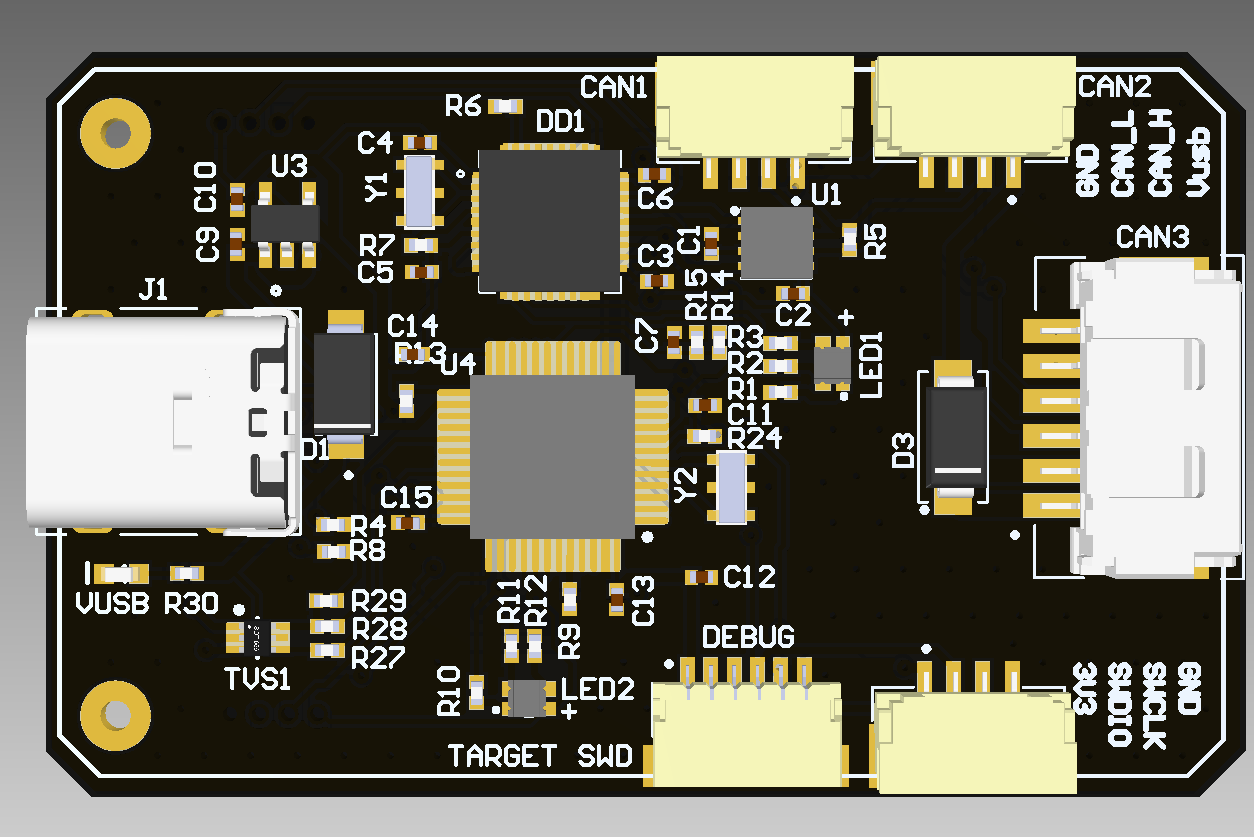 CAN1
CAN2
R6
DD1
C4
GND
CAN_L
CAN_H
Vusb
U3
C10
Y1
C6
U1
C9
R7
C1
R5
CAN3
C5
C3
J1
R15
R14
C2
+
C14
R13
C7
R3
LED1
U4
R2
R1
C11
R24
D1
D3
Y2
C15
R4
R8
C12
VUSB
R30
R29
R11
R12
C13
R28
R9
DEBUG
R27
TVS1
R10
LED2
+
3V3
SWDIO
SWCLK
GND
TARGET SWD